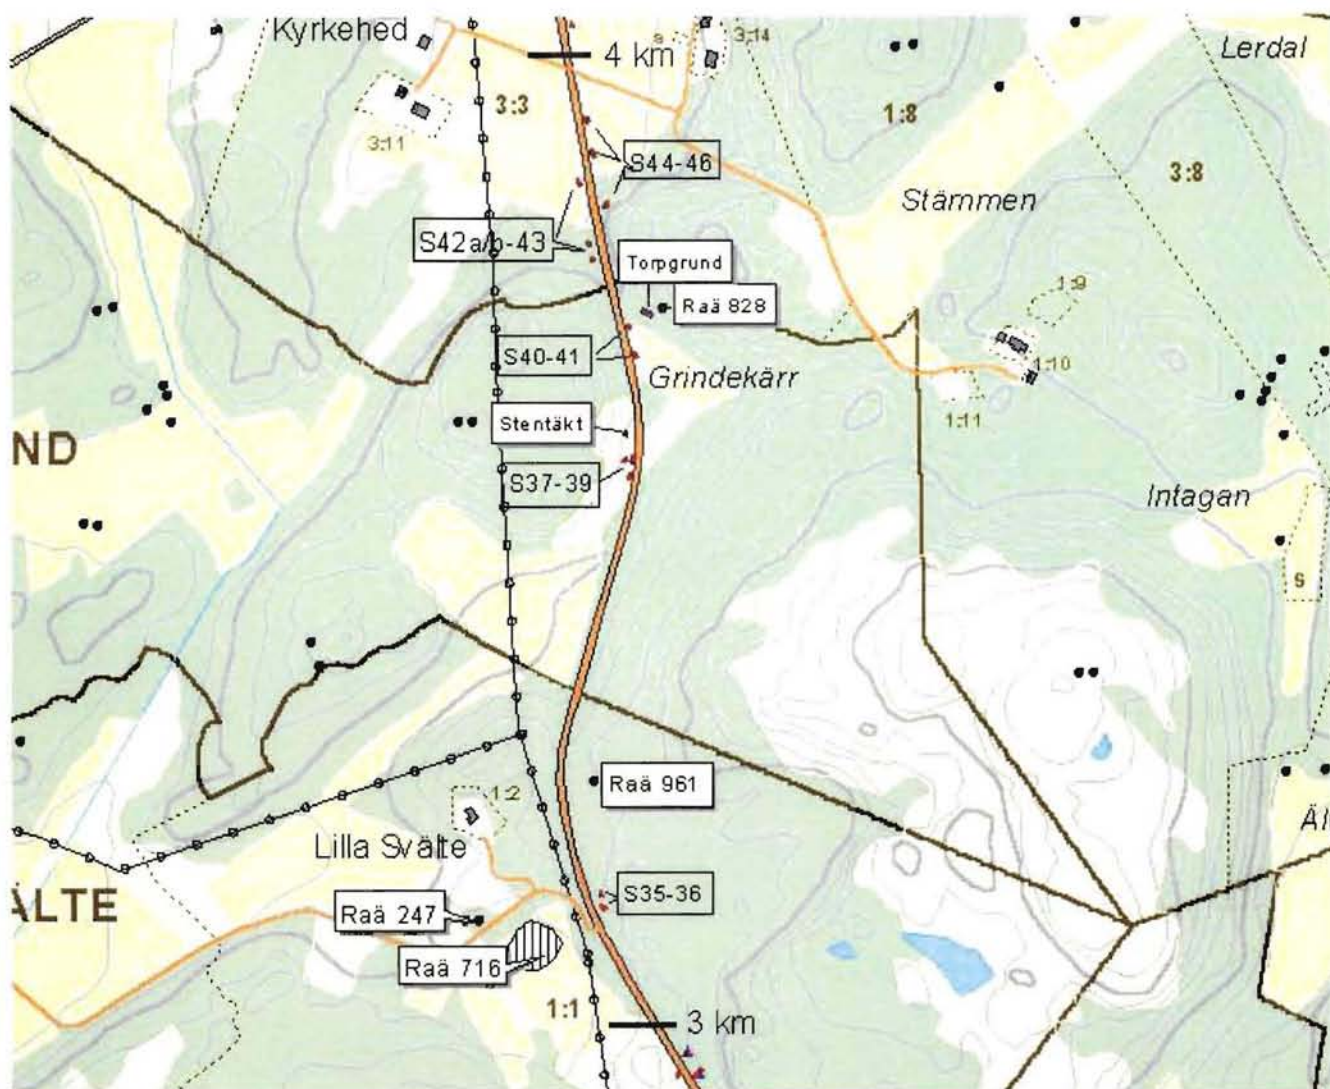 Kyrkehed
4 km
3:14
Lerdal
3:3
1:8
3:11
S44-46
3:8
Stämmen
S42a/b-43
Torpgrund
Raä 828
1:9
S40-41
1:10
Grindekärr
1:11
Stentäkt
ND
S37-39
Intagan
s
Raä 961
1:2
Äl
Lilla Svälte
S35-36
ÄLTE
Raä 247
Raä 716
1:1
3 km